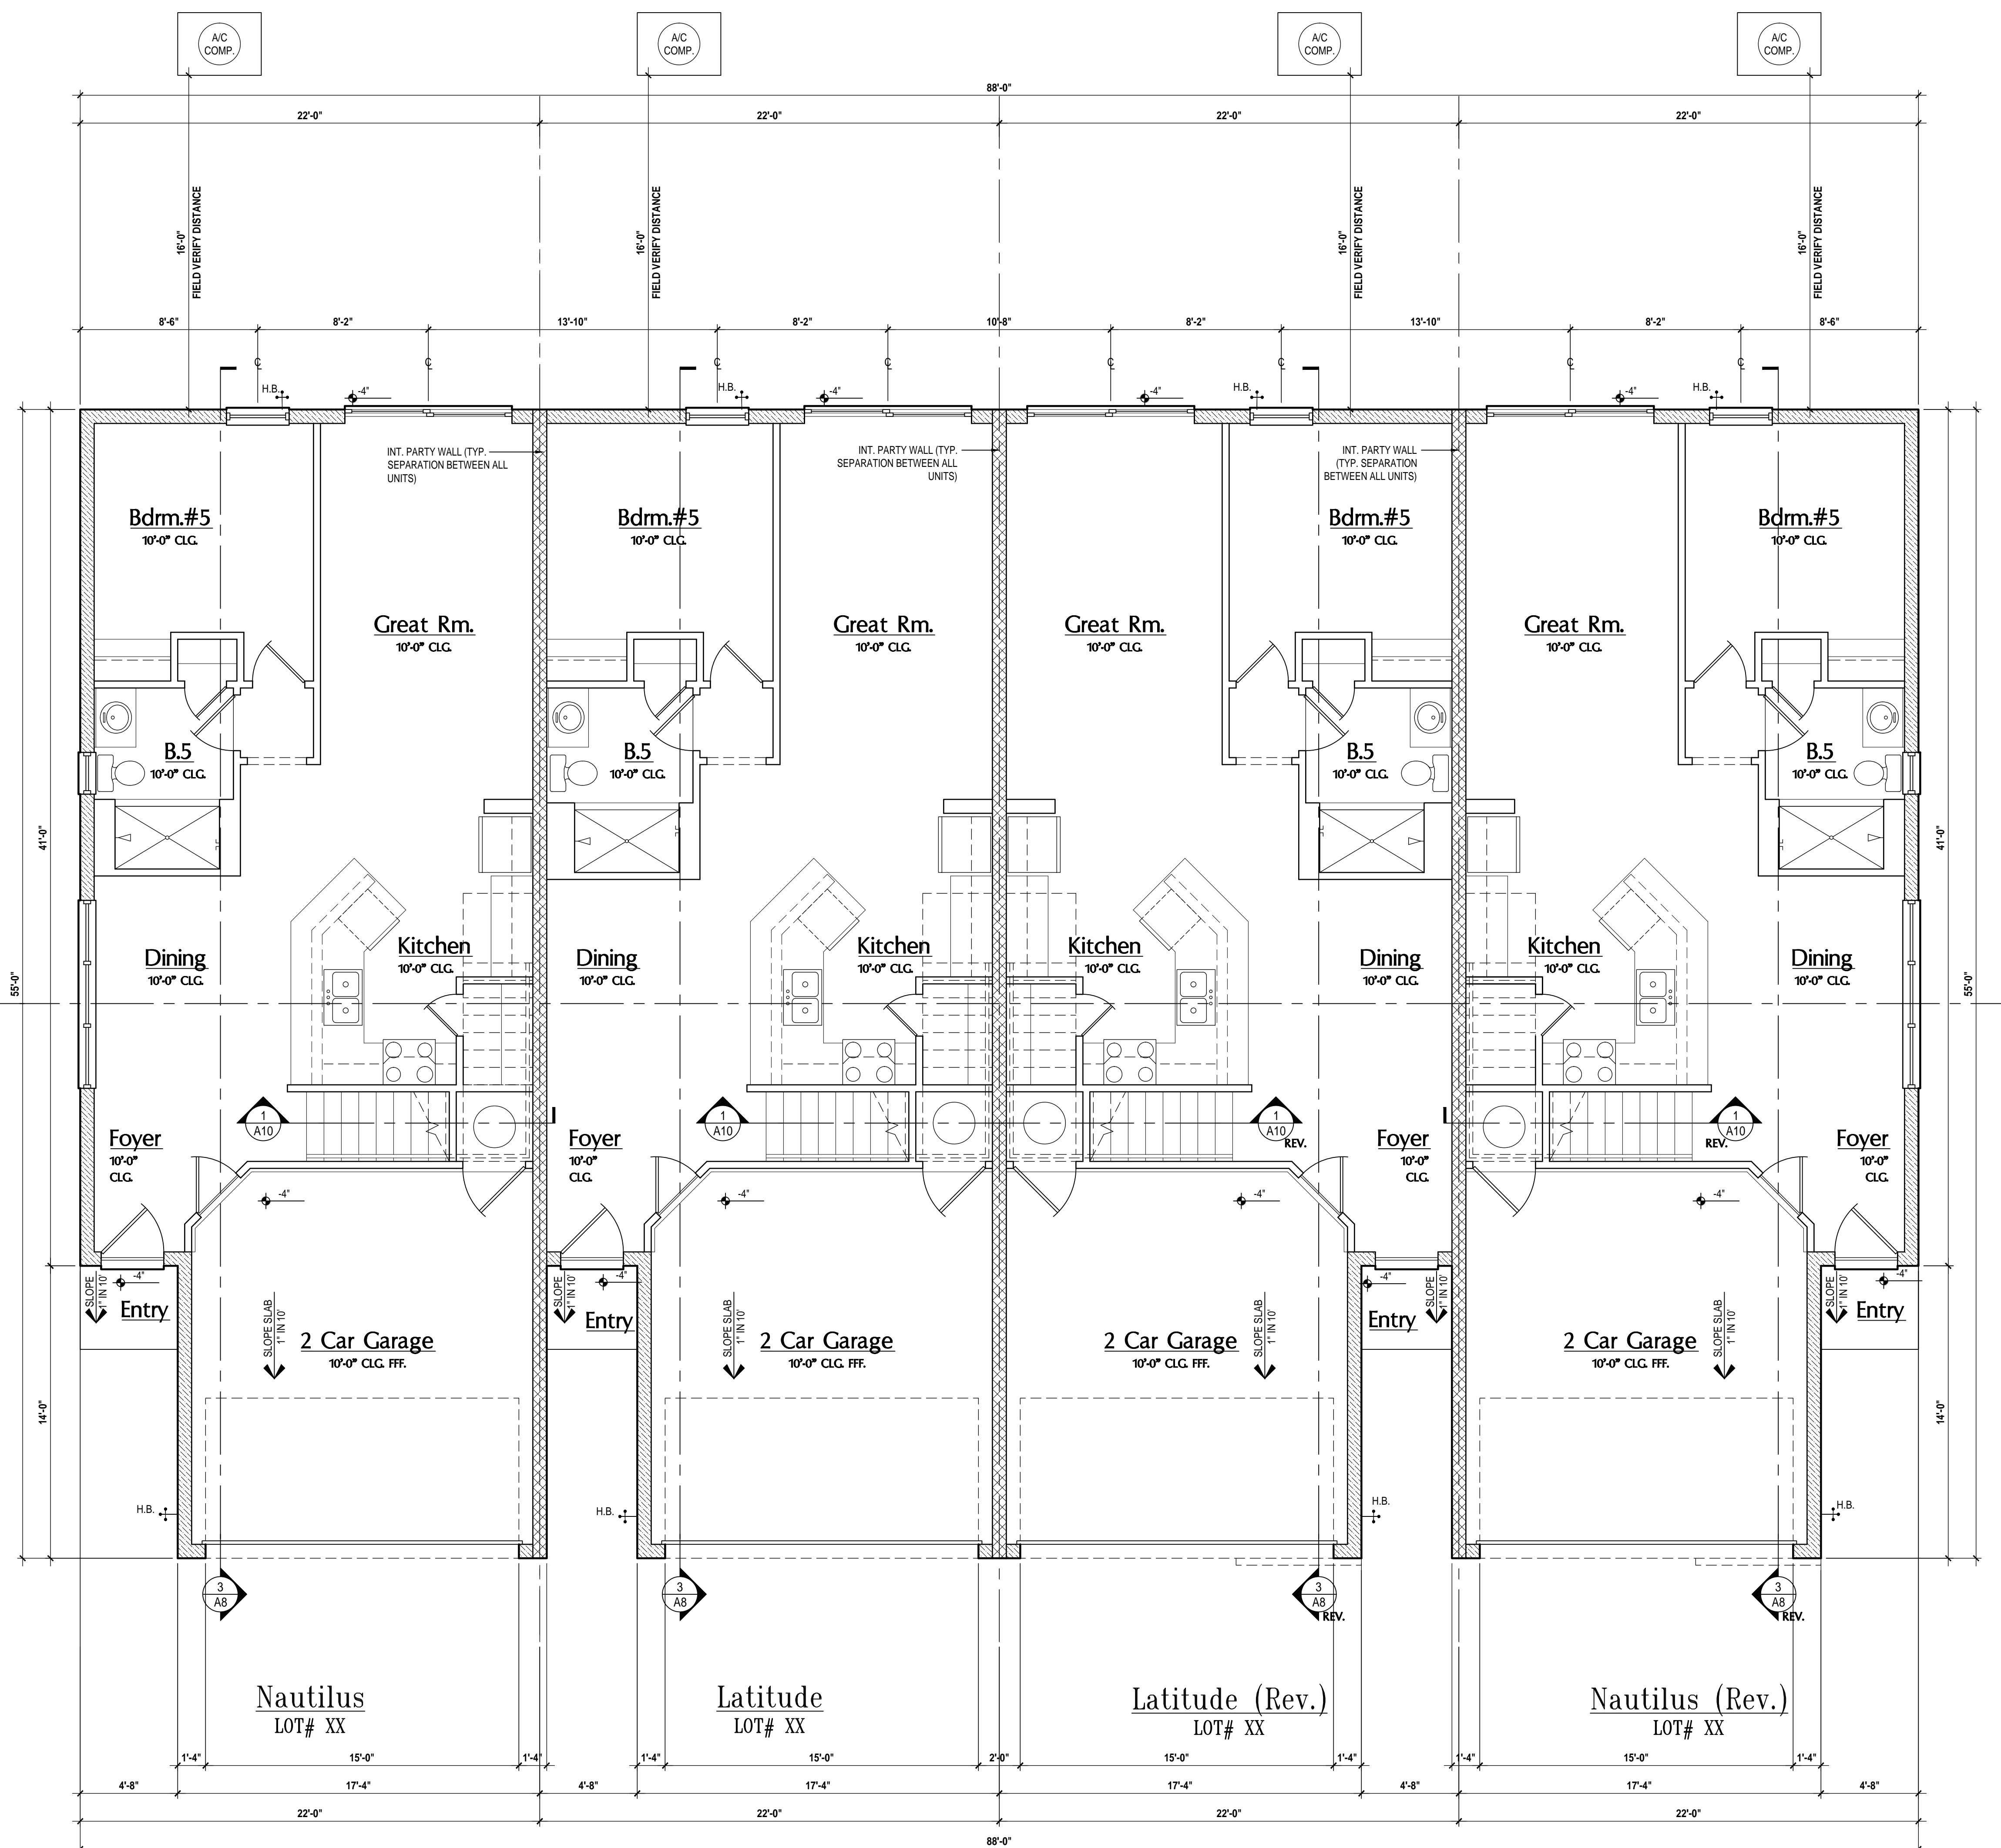 A/C
COMP.
A/C
COMP.
A/C
COMP.
A/C
COMP.
88'-0"
22'-0" 22'-0" 22'-0" 22'-0"
16'-0"
FIELD VERIFY DISTANCE
16'-0"
FIELD VERIFY DISTANCE
16'-0"
FIELD VERIFY DISTANCE
16'-0"
FIELD VERIFY DISTANCE
8'-6" 8'-2" 13'-10" 8'-2" 10'-8" 8'-2" 13'-10" 8'-2" 8'-6"
℄ ℄ ℄ ℄ ℄ ℄ ℄ ℄
H.B. -4" H.B. -4" -4" H.B. -4" H.B.
INT. PARTY WALL (TYP.
SEPARATION BETWEEN ALL
UNITS)
INT. PARTY WALL (TYP.
SEPARATION BETWEEN ALL
UNITS)
INT. PARTY WALL
(TYP. SEPARATION
BETWEEN ALL UNITS)
Bdrm.#5
10'-0" CLG.
Bdrm.#5
10'-0" CLG.
Bdrm.#5
10'-0" CLG.
Bdrm.#5
10'-0" CLG.
Great Rm.
10'-0" CLG.
Great Rm.
10'-0" CLG.
Great Rm.
10'-0" CLG.
Great Rm.
10'-0" CLG.
B.5
10'-0" CLG.
B.5
10'-0" CLG.
B.5
10'-0" CLG.
B.5
10'-0" CLG.
41'-0"
41'-0"
55'-0"
55'-0"
Dining
10'-0" CLG.
Kitchen
10'-0" CLG.
Dining
10'-0" CLG.
Kitchen
10'-0" CLG.
Kitchen
10'-0" CLG.
Dining
10'-0" CLG.
Kitchen
10'-0" CLG.
Dining
10'-0" CLG.
1
A10
1
A10
1
A10
REV.
1
A10
REV.
Foyer
10'-0"
CLG.
Foyer
10'-0"
CLG.
Foyer
10'-0"
CLG.
Foyer
10'-0"
CLG.
-4" -4" -4" -4"
-4" -4" -4" -4"
SLOPE
1" IN 10'
SLOPE
1" IN 10'
SLOPE
1" IN 10'
SLOPE
1" IN 10'
Entry
Entry
Entry
Entry
SLOPE SLAB
1" IN 10'
SLOPE SLAB
1" IN 10'
SLOPE SLAB
1" IN 10'
SLOPE SLAB
1" IN 10'
2 Car Garage
10'-0" CLG. FFF.
2 Car Garage
10'-0" CLG. FFF.
2 Car Garage
10'-0" CLG. FFF.
2 Car Garage
10'-0" CLG. FFF.
14'-0"
14'-0"
H.B. H.B. H.B. H.B.
3
A8
3
A8
3
A8
REV.
3
A8
REV.
Nautilus
LOT# XX
Latitude
LOT# XX
Latitude (Rev.)
LOT# XX
Nautilus (Rev.)
LOT# XX
1'-4" 15'-0" 1'-4" 1'-4" 15'-0" 2'-0" 15'-0" 1'-4" 1'-4" 15'-0" 1'-4"
4'-8" 17'-4" 4'-8" 17'-4" 17'-4" 4'-8" 17'-4" 4'-8"
22'-0" 22'-0" 22'-0" 22'-0"
88'-0"